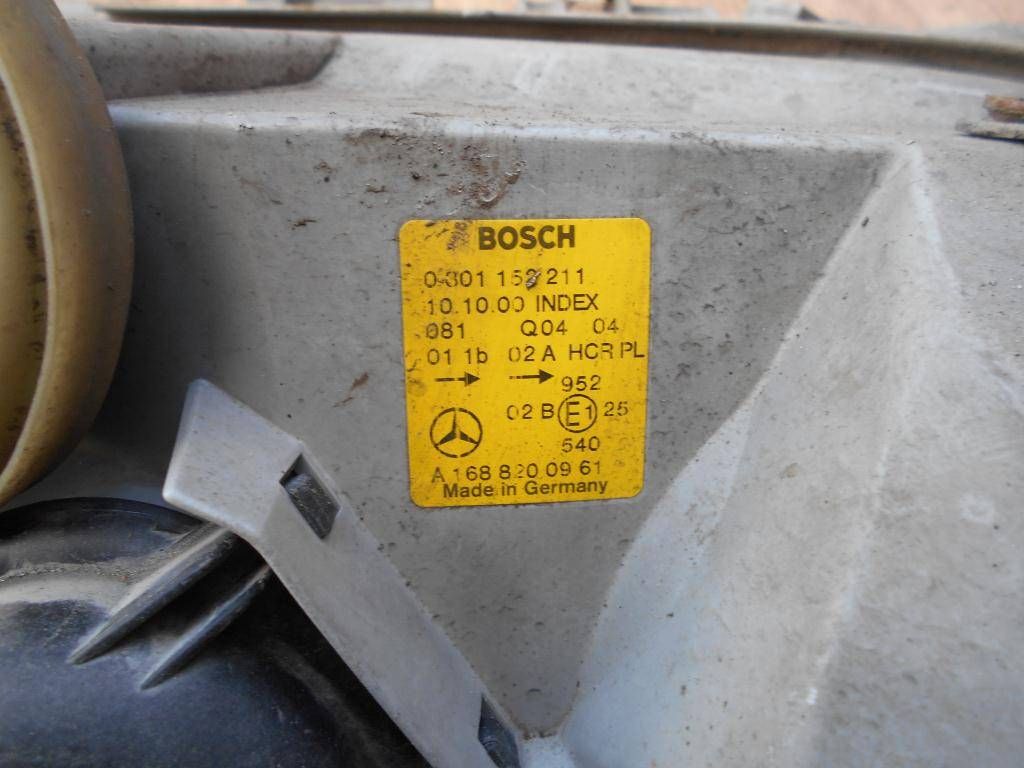 BOSCH
0 301 152 211
10.10.00 INDEX
081 Q04 04
01 1b 02 A HCR PL
952
02 B E1 25
540
A 168 820 09 61
Made in Germany